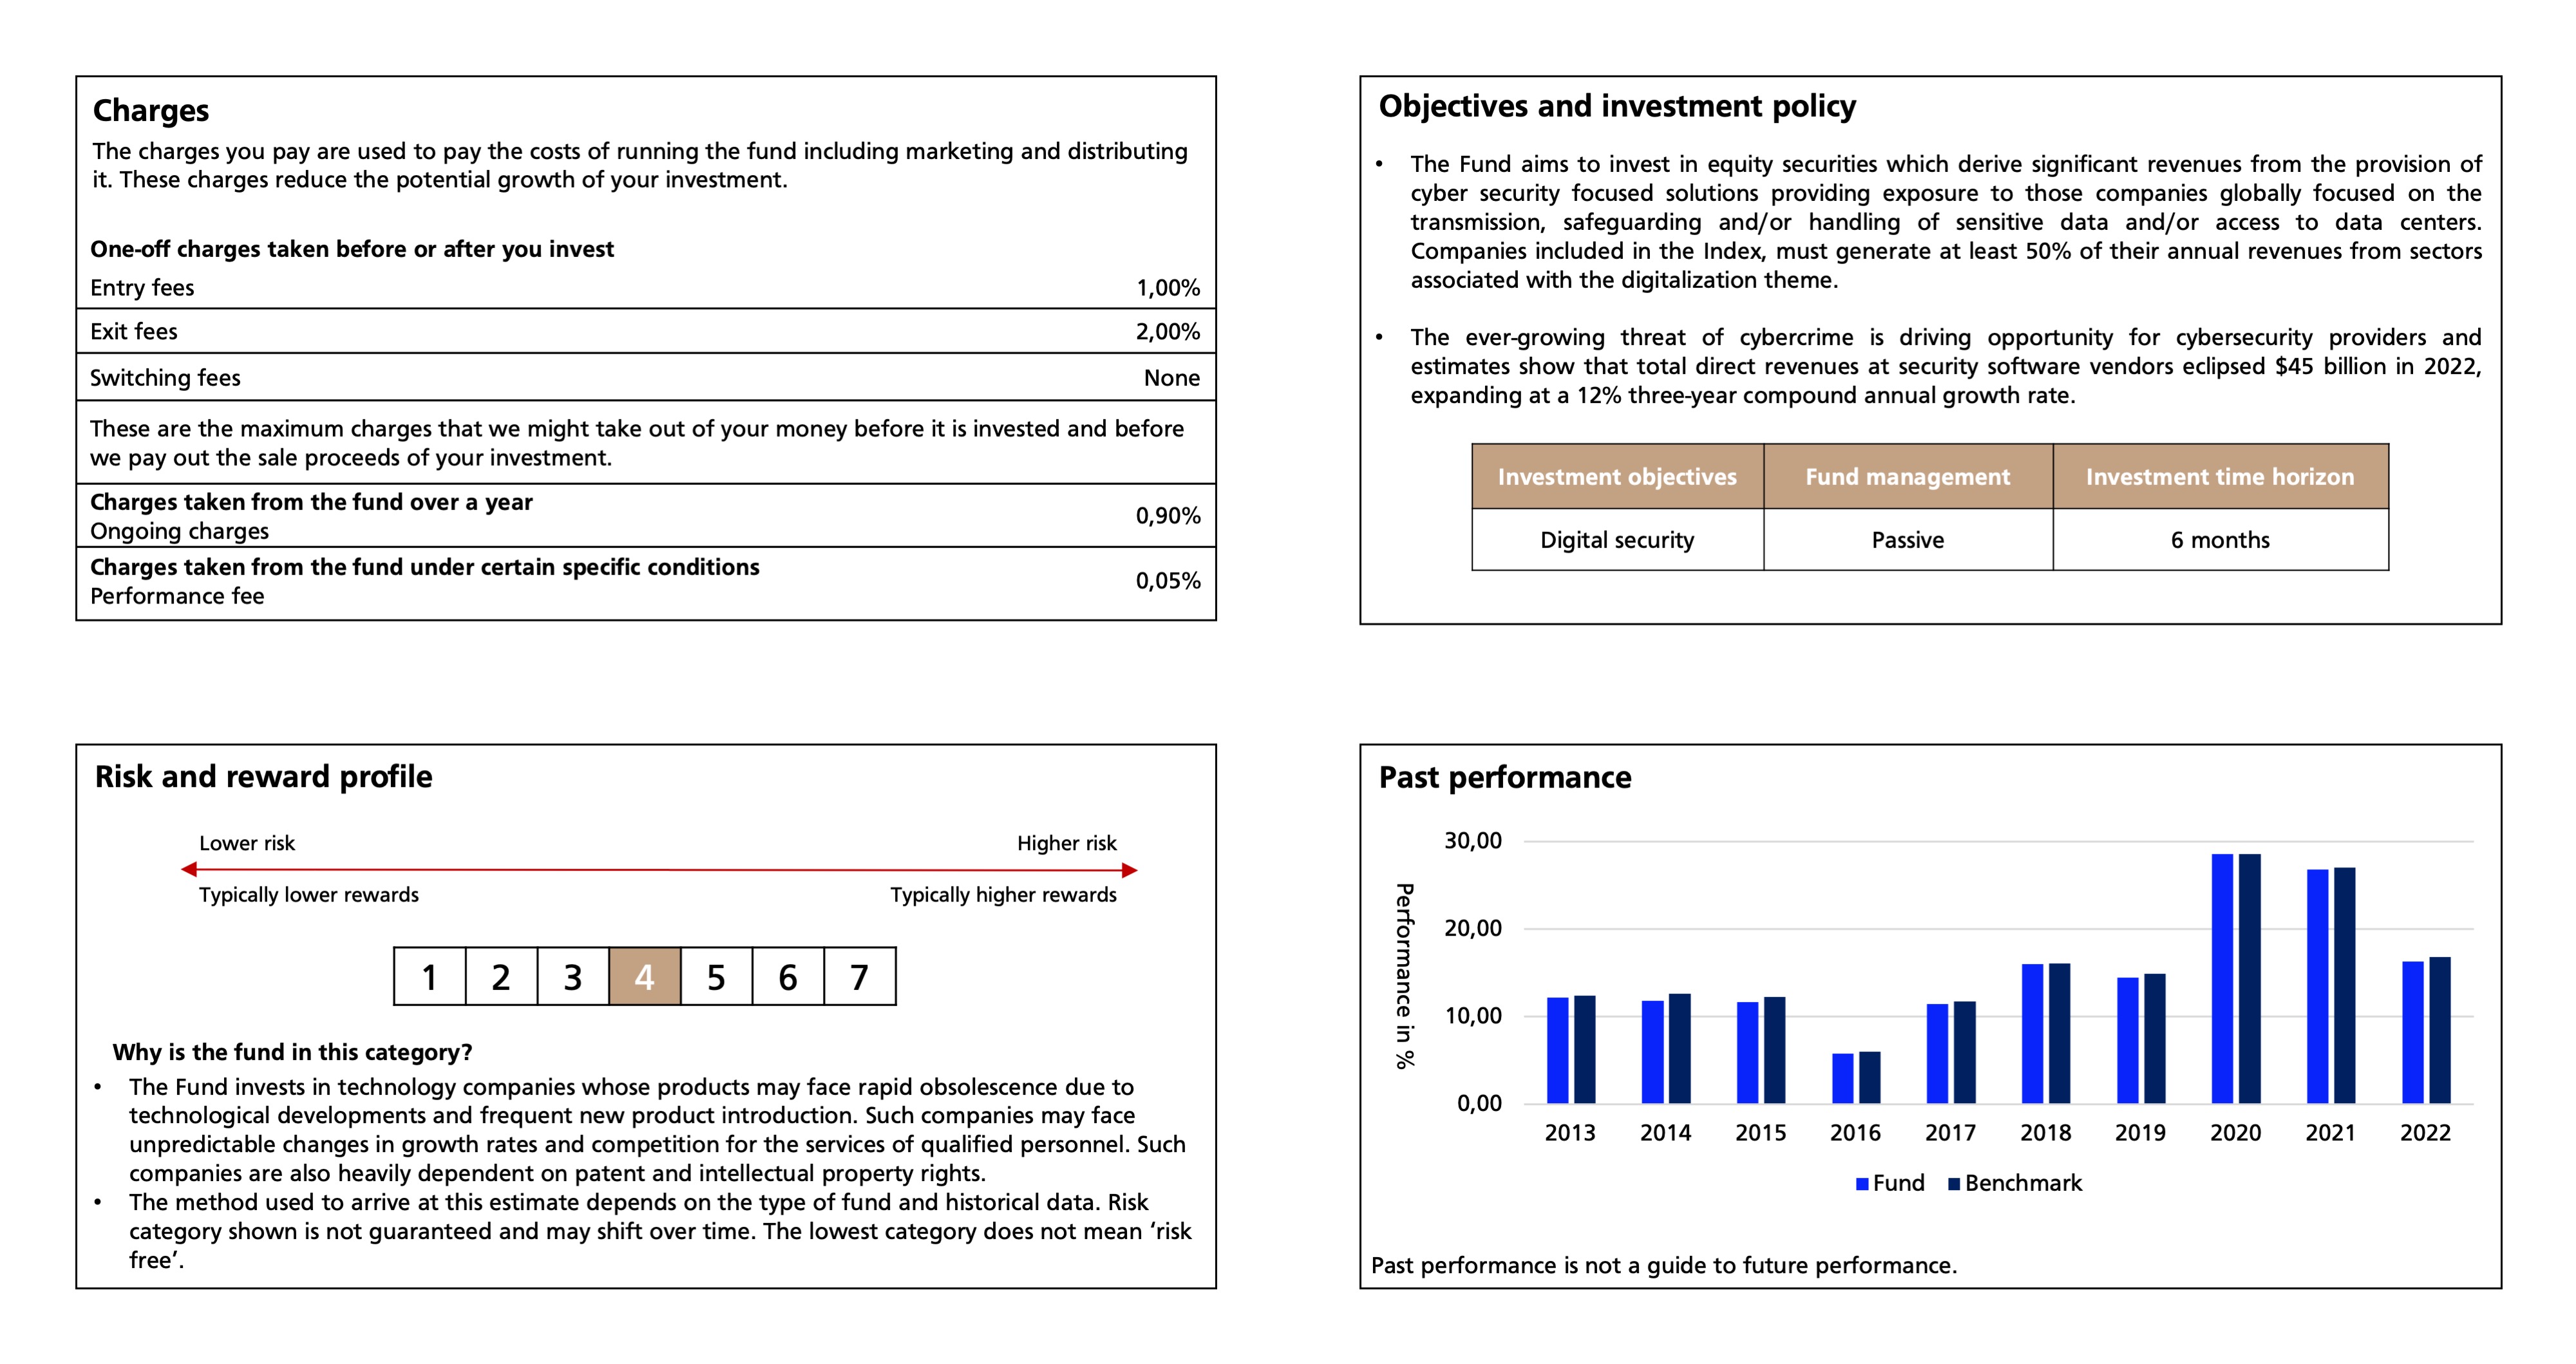 Charges
The charges you pay are used to pay the costs of running the fund including marketing and distributing
it. These charges reduce the potential growth of your investment.
One-off charges taken before or after you invest
Entry fees 1,00%
Exit fees 2,00%
Switching fees None
These are the maximum charges that we might take out of your money before it is invested and before
we pay out the sale proceeds of your investment.
Charges taken from the fund over a year
Ongoing charges 0,90%
Charges taken from the fund under certain specific conditions
Performance fee 0,05%
Objectives and investment policy
• The Fund aims to invest in equity securities which derive significant revenues from the provision of
cyber security focused solutions providing exposure to those companies globally focused on the
transmission, safeguarding and/or handling of sensitive data and/or access to data centers.
Companies included in the Index, must generate at least 50% of their annual revenues from sectors
associated with the digitalization theme.
• The ever-growing threat of cybercrime is driving opportunity for cybersecurity providers and
estimates show that total direct revenues at security software vendors eclipsed $45 billion in 2022,
expanding at a 12% three-year compound annual growth rate.
Investment objectives Fund management Investment time horizon
Digital security Passive 6 months
Risk and reward profile
Lower risk Higher risk
Typically lower rewards Typically higher rewards
1 2 3 4 5 6 7
Why is the fund in this category?
• The Fund invests in technology companies whose products may face rapid obsolescence due to
technological developments and frequent new product introduction. Such companies may face
unpredictable changes in growth rates and competition for the services of qualified personnel. Such
companies are also heavily dependent on patent and intellectual property rights.
• The method used to arrive at this estimate depends on the type of fund and historical data. Risk
category shown is not guaranteed and may shift over time. The lowest category does not mean ‘risk
free’.
Past performance
Performance in %
30,00
20,00
10,00
0,00
2013 2014 2015 2016 2017 2018 2019 2020 2021 2022
Fund Benchmark
Past performance is not a guide to future performance.